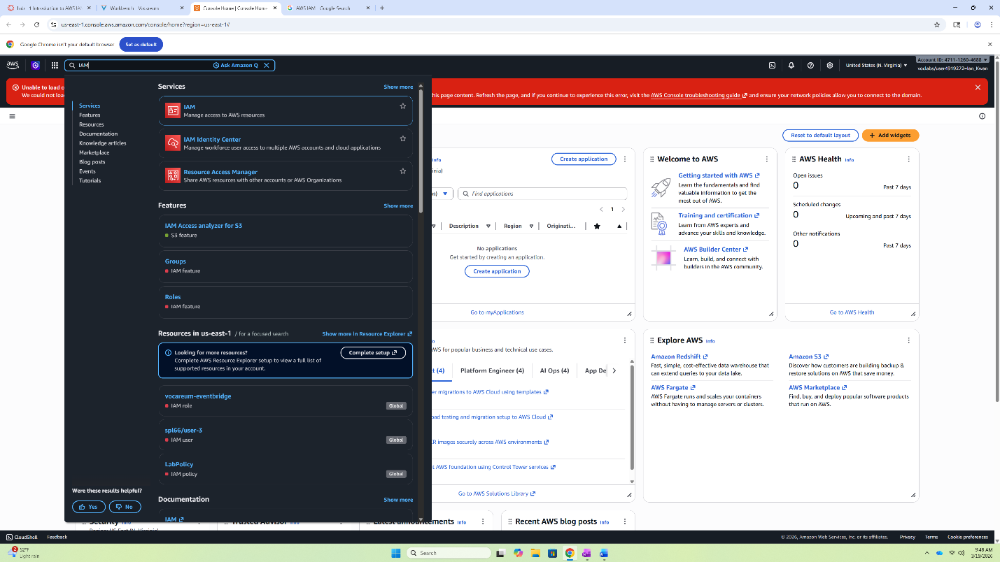 Lab - 1 Introduction to AWS IAM
Workbench - Vocareum
Console Home | Console Home
AWS IAM - Google Search
us-east-1.console.aws.amazon.com/console/home?region=us-east-1#
Google Chrome isn't your default browser
Set as default
aws
IAM
Ask Amazon Q
United States (N. Virginia)
Account ID: 4711-1260-4688
voclabs/user4919272=Ian_Kwan
Unable to load c
We could not loa
this page content. Refresh the page, and if you continue to experience this error, visit the AWS Console troubleshooting guide and ensure your network policies allow you to connect to the domain.
Services
Features
Resources
Documentation
Knowledge articles
Marketplace
Blog posts
Events
Tutorials
Were these results helpful?
Yes
No
Services
Show more
IAM
Manage access to AWS resources
IAM Identity Center
Manage workforce user access to multiple AWS accounts and cloud applications
Resource Access Manager
Share AWS resources with other accounts or AWS Organizations
Features
Show more
IAM Access analyzer for S3
S3 feature
Groups
IAM feature
Roles
IAM feature
Resources in us-east-1 / for a focused search
Show more in Resource Explorer
Looking for more resources?
Complete AWS Resource Explorer setup to view a full list of
supported resources in your account.
Complete setup
vocareum-eventbridge
IAM role
Global
spl66/user-3
IAM user
Global
LabPolicy
IAM policy
Global
Documentation
Show more
IAM
Reset to default layout
Add widgets
Info
Create application
inia)
on)
Find applications
1
Description
Region
Originati...
No applications
Get started by creating an application.
Create application
Go to myApplications
Welcome to AWS
Getting started with AWS
Learn the fundamentals and find
valuable information to get the
most out of AWS.
Training and certification
Learn from AWS experts and
advance your skills and knowledge.
AWS Builder Center
Learn, build, and connect with
builders in the AWS community.
AWS Health Info
Open issues
0
Past 7 days
Scheduled changes
0
Upcoming and past 7 days
Other notifications
0
Past 7 days
Go to AWS Health
AWS for popular business and technical use cases.
ct (4)
Platform Engineer (4)
AI Ops (4)
App De
er migrations to AWS Cloud using templates
oad testing and migration setup to AWS Cloud
CR images securely across AWS environments
t AWS foundation using Control Tower services
Go to AWS Solutions Library
Explore AWS Info
Amazon Redshift
Fast, simple, cost-effective data warehouse that
can extend queries to your data lake.
Amazon S3
Discover how customers are building backup &
restore solutions on AWS that save money.
AWS Fargate
AWS Fargate runs and scales your containers
without having to manage servers or clusters.
AWS Marketplace
Find, buy, and deploy popular software products
that run on AWS.
Security Info
Region: US East (N. Virginia)
Trusted Advisor Info
Latest announcements Info
Recent AWS blog posts Info
CloudShell
Feedback
© 2026, Amazon Web Services, Inc. or its affiliates.
Privacy
Terms
Cookie preferences
2
52°F
Light rain
Search
9:48 AM
3/19/2026